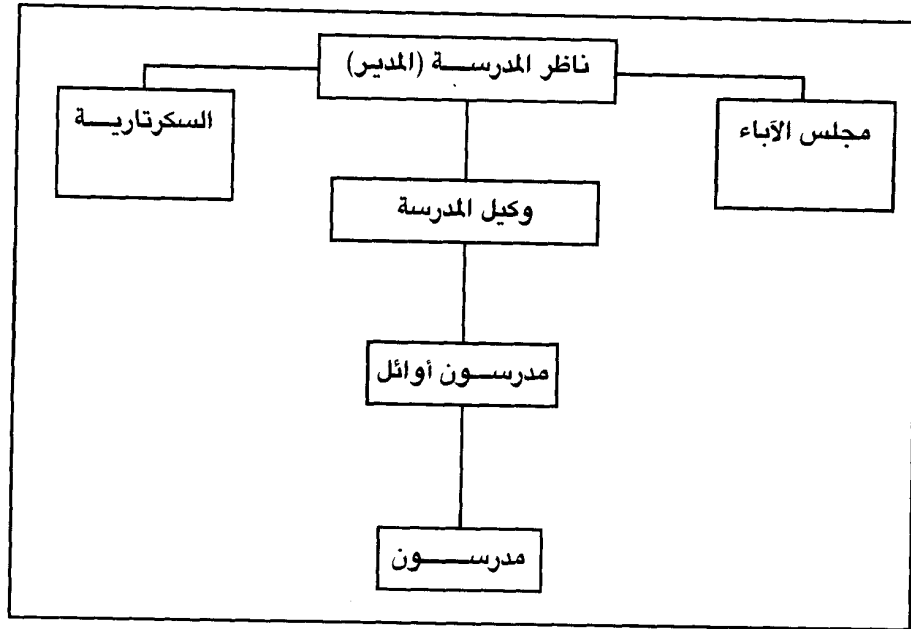 ناظر المدرسة (المدير)
مجلس الآباء
السكرتارية
وكيل المدرسة
مدرسون أوائل
مدرسون